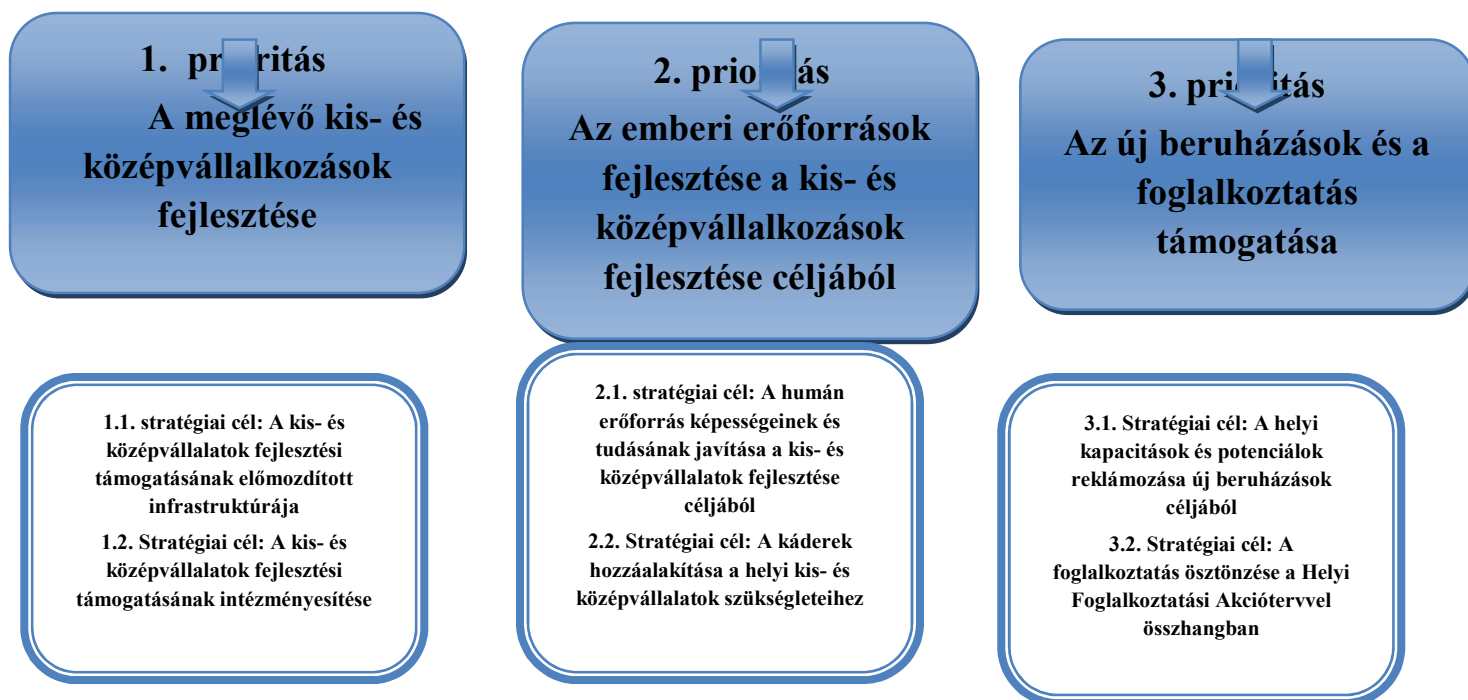 1. prioritás
A meglévő kis- és
középvállalkozások
fejlesztése
2. prioritás
Az emberi erőforrások
fejlesztése a kis- és
középvállalkozások
fejlesztése céljából
3. prioritás
Az új beruházások és a
foglalkoztatás
támogatása
1.1. stratégiai cél: A kis- és
középvállalatok fejlesztési
támogatásának előmozdított
infrastruktúrája
1.2. Stratégiai cél: A kis- és
középvállalatok fejlesztési
támogatásának intézményesítése
2.1. stratégiai cél: A humán
erőforrás képességeinek és
tudásának javítása a kis- és
középvállalatok fejlesztése
céljából
2.2. Stratégiai cél: A káderek
hozzáalakítása a helyi kis- és
középvállalatok szükségleteihez
3.1. Stratégiai cél: A helyi
kapacitások és potenciálok
reklámozása új beruházások
céljából
3.2. Stratégiai cél: A
foglalkoztatás ösztönzése a Helyi
Foglalkoztatási Akciótervvel
összhangban